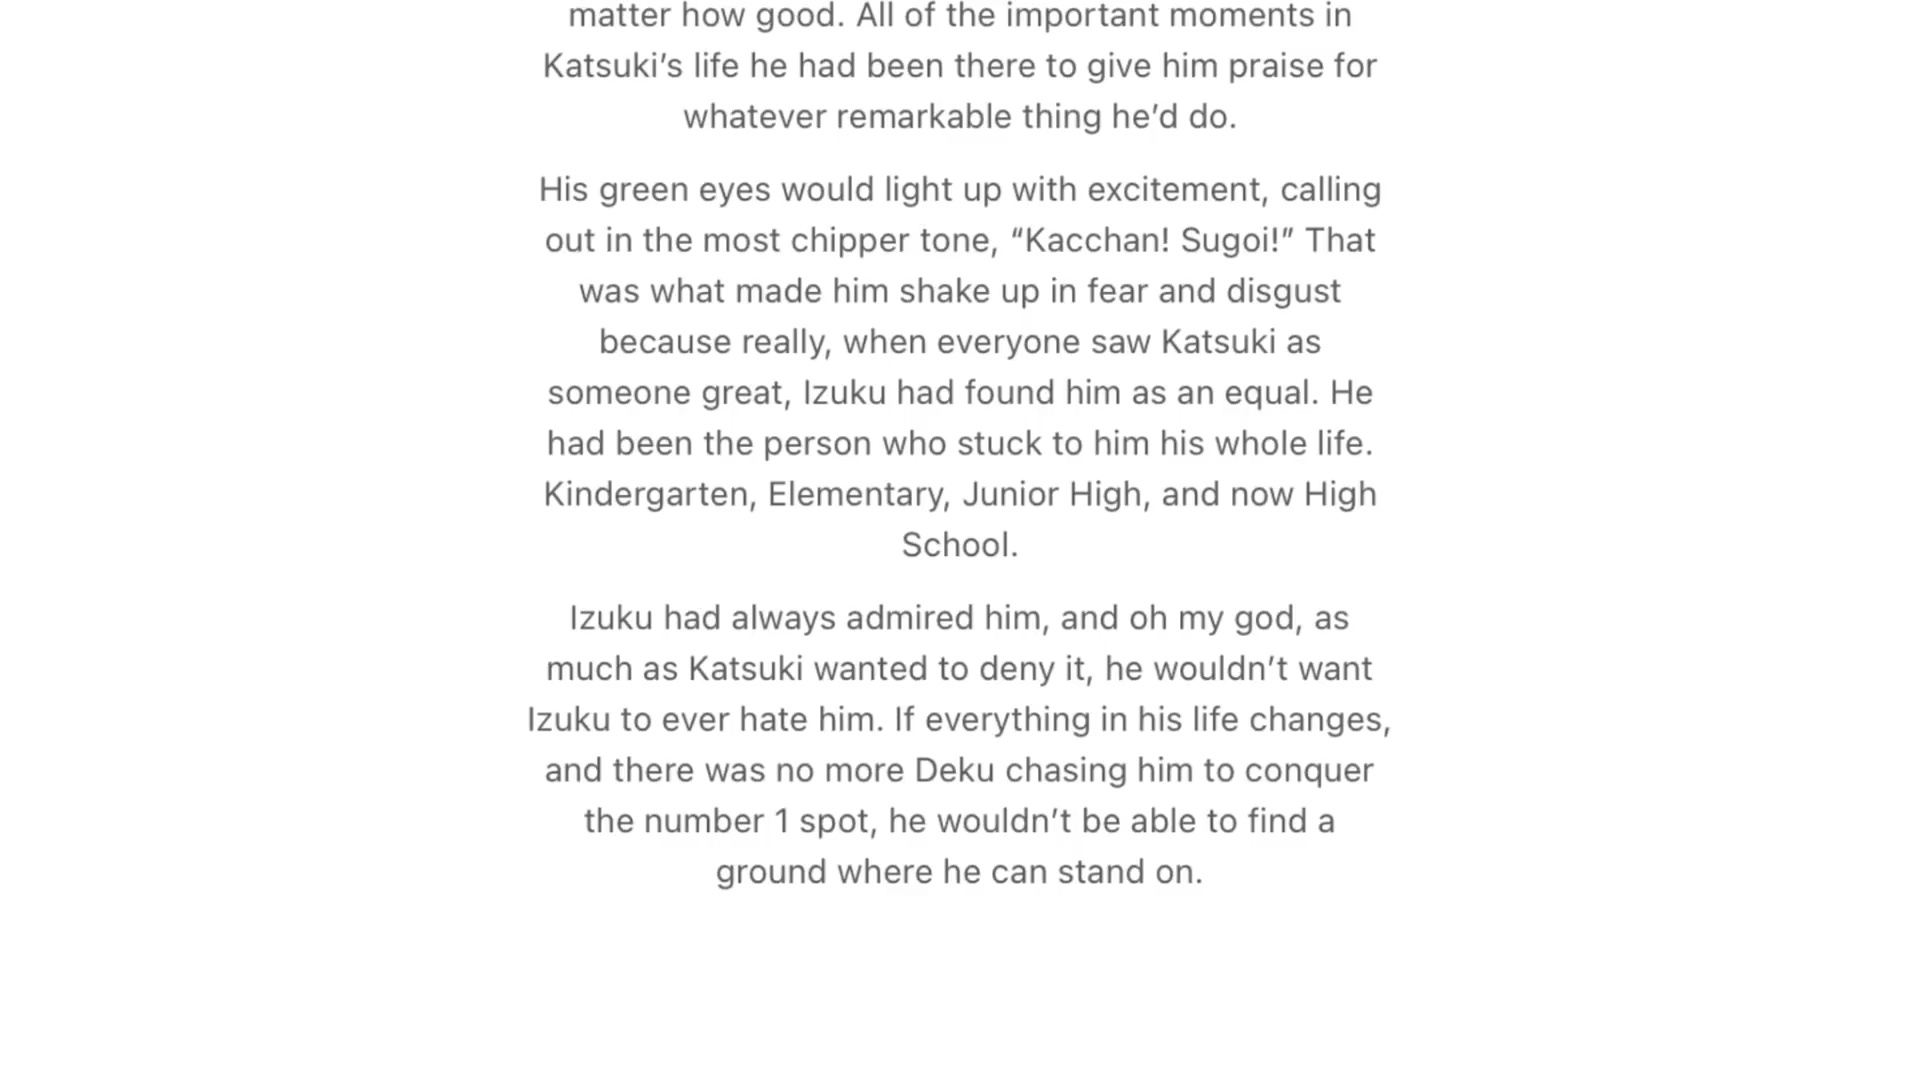 matter how good. All of the important moments in
Katsuki’s life he had been there to give him praise for
whatever remarkable thing he’d do.
His green eyes would light up with excitement, calling
out in the most chipper tone, “Kacchan! Sugoi!” That
was what made him shake up in fear and disgust
because really, when everyone saw Katsuki as
someone great, Izuku had found him as an equal. He
had been the person who stuck to him his whole life.
Kindergarten, Elementary, Junior High, and now High
School.
Izuku had always admired him, and oh my god, as
much as Katsuki wanted to deny it, he wouldn’t want
Izuku to ever hate him. If everything in his life changes,
and there was no more Deku chasing him to conquer
the number 1 spot, he wouldn’t be able to find a
ground where he can stand on.